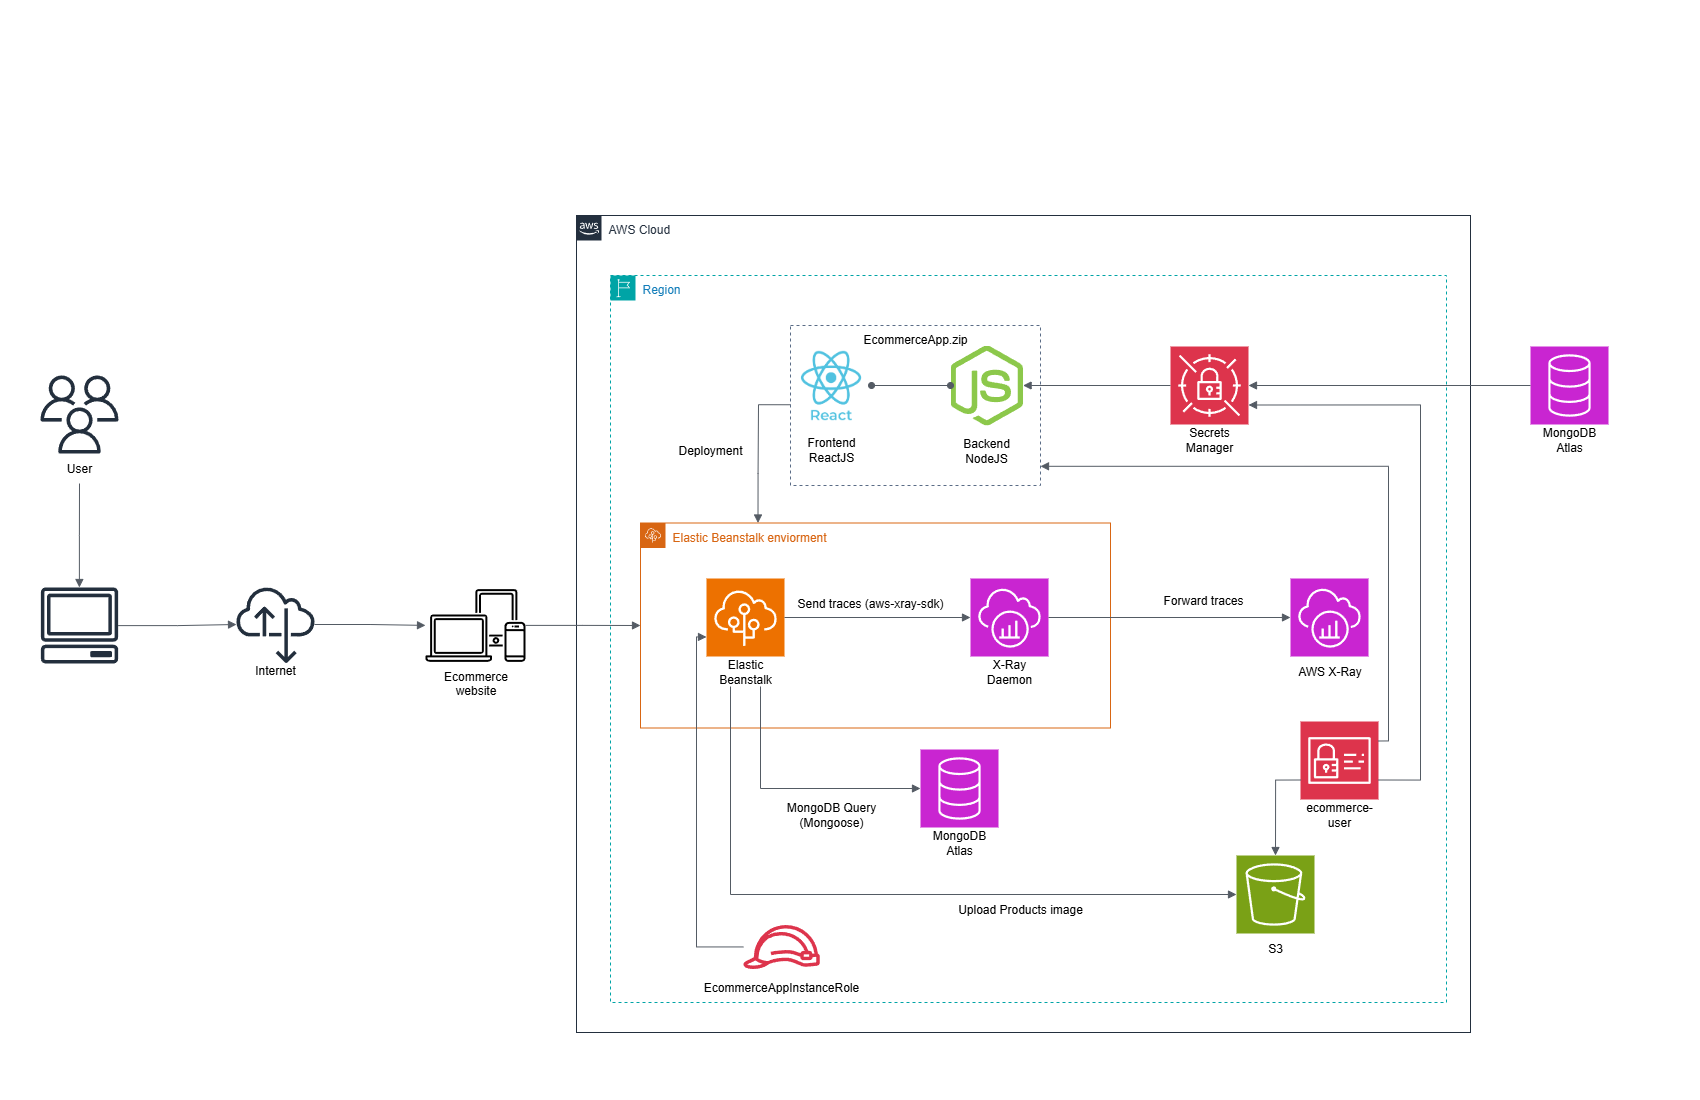 aws
AWS Cloud
Region
EcommerceApp.zip
React
JS
Frontend
ReactJS
Backend
NodeJS
Secrets
Manager
MongoDB
Atlas
Deployment
User
Elastic Beanstalk enviorment
Send traces (aws-xray-sdk)
Forward traces
Elastic
Beanstalk
X-Ray
Daemon
AWS X-Ray
Internet
Ecommerce
website
MongoDB Query
(Mongoose)
MongoDB
Atlas
ecommerce-
user
Upload Products image
S3
EcommerceAppInstanceRole